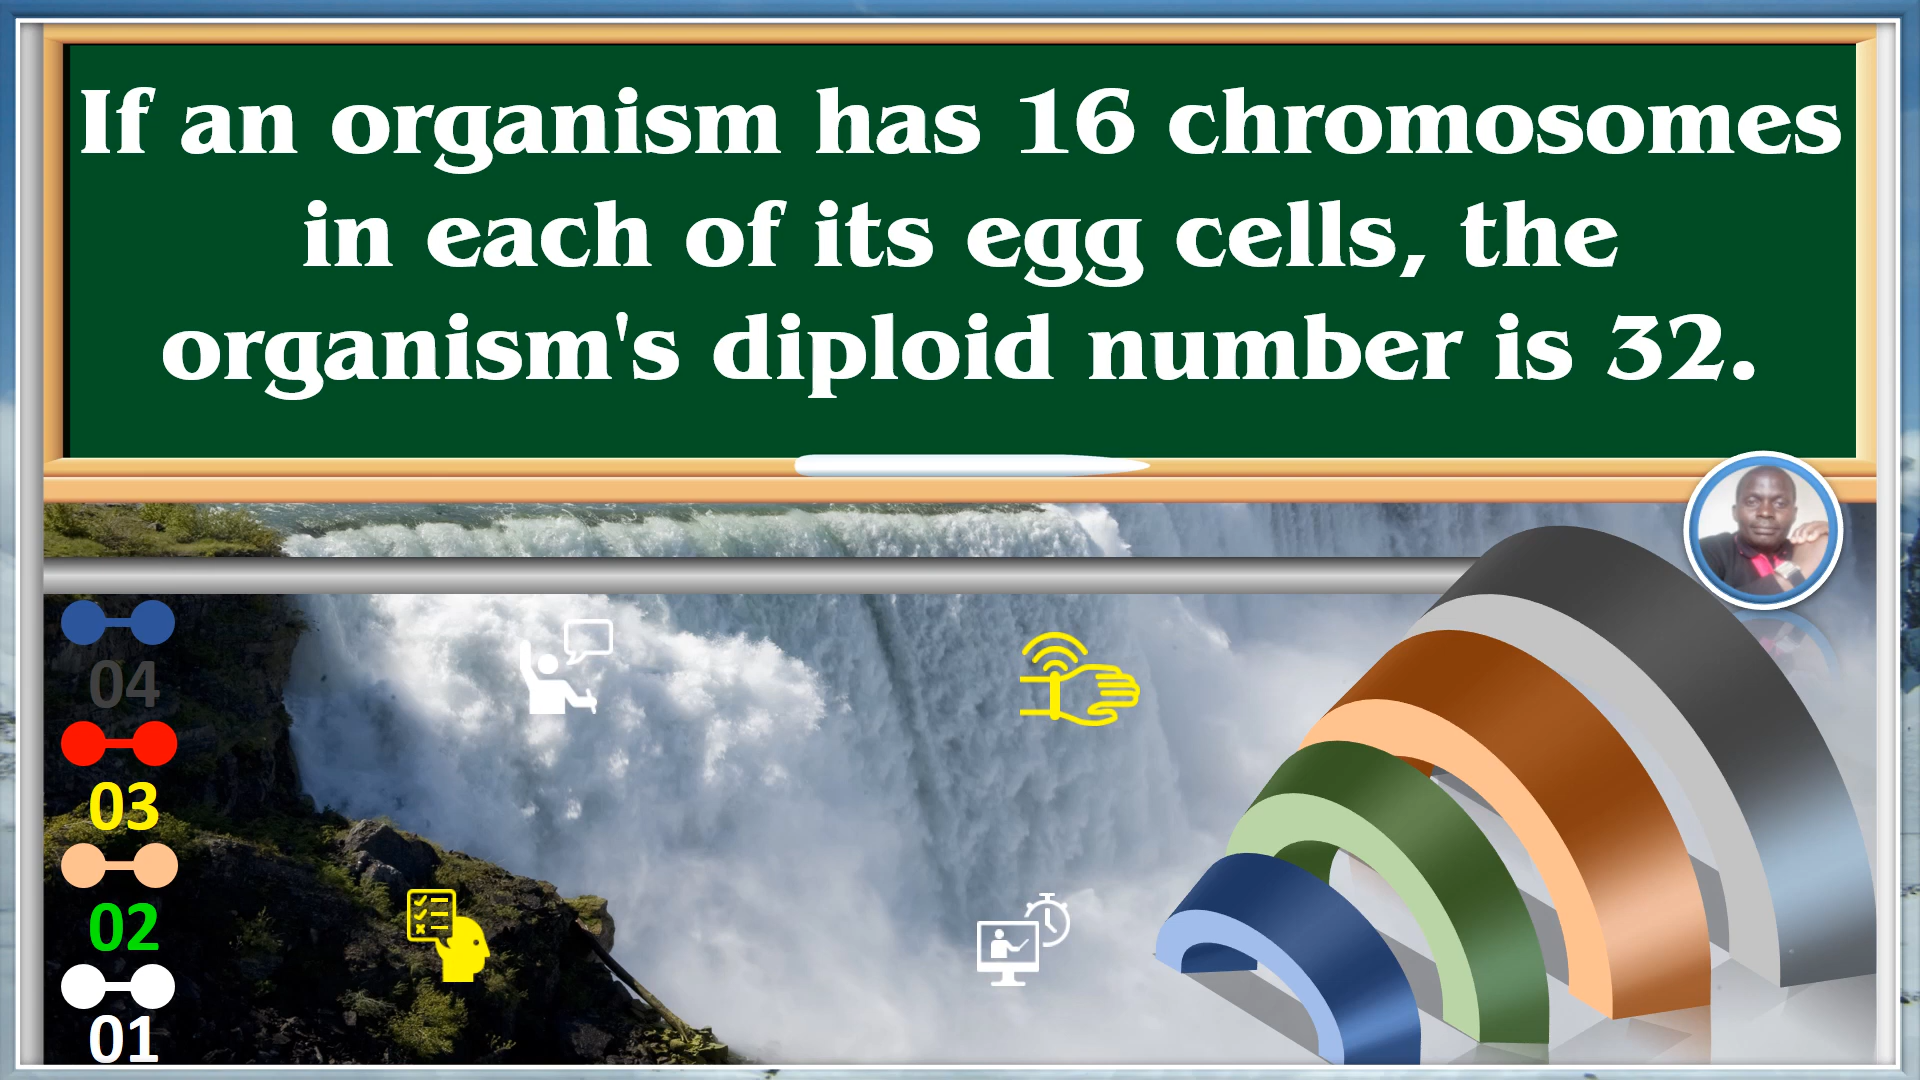 If an organism has 16 chromosomes
in each of its egg cells, the
organism's diploid number is 32.
04
03
02
01